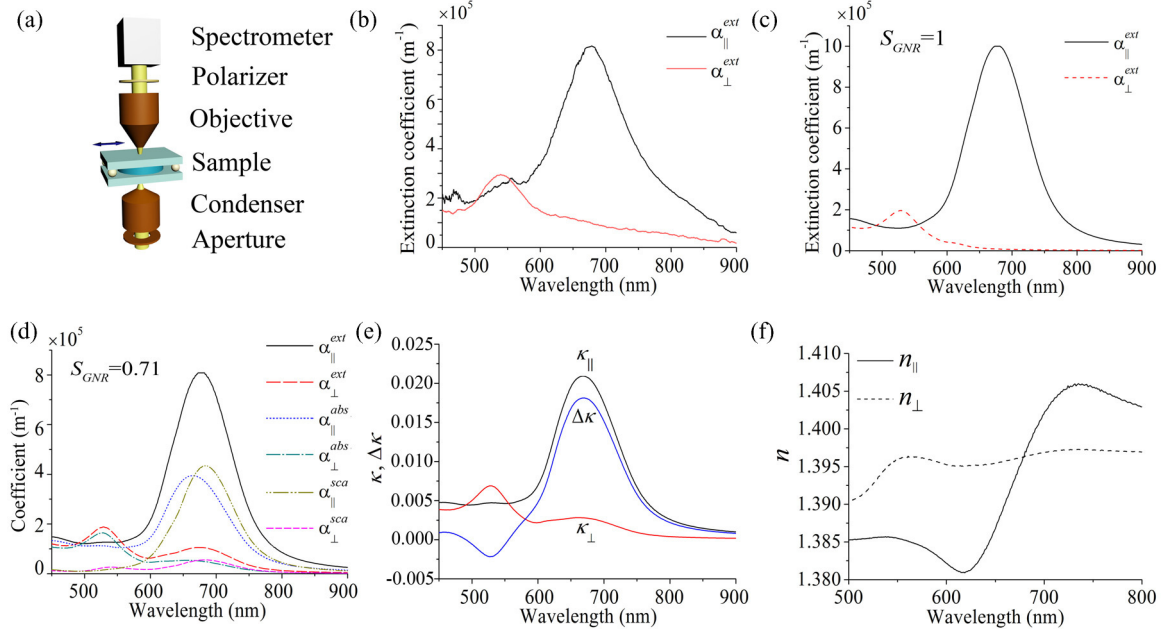 (a)
Spectrometer
Polarizer
Objective
Sample
Condenser
Aperture
(b)
×10⁵
Extinction coefficient (m⁻¹)
8
6
4
2
0
500 600 700 800 900
Wavelength (nm)
α∥ᵉˣᵗ
α⊥ᵉˣᵗ
(c)
×10⁵
S_GNR=1
Extinction coefficient (m⁻¹)
10
8
6
4
2
0
500 600 700 800 900
Wavelength (nm)
α∥ᵉˣᵗ
α⊥ᵉˣᵗ
(d)
×10⁵
S_GNR=0.71
Coefficient (m⁻¹)
8
6
4
2
0
500 600 700 800 900
Wavelength (nm)
α∥ᵉˣᵗ
α⊥ᵉˣᵗ
α∥ᵃᵇˢ
α⊥ᵃᵇˢ
α∥ˢᶜᵃ
α⊥ˢᶜᵃ
(e)
κ, Δκ
0.025
0.020
0.015
0.010
0.005
0.000
-0.005
κ∥
Δκ
κ⊥
500 600 700 800 900
Wavelength (nm)
(f)
n
1.410
1.405
1.400
1.395
1.390
1.385
1.380
n∥
n⊥
500 600 700 800
Wavelength (nm)